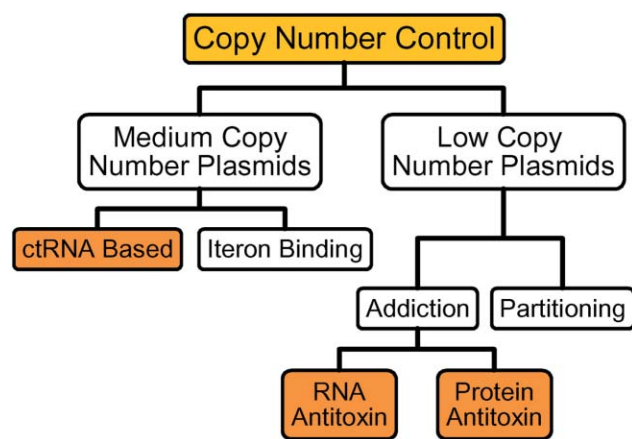 Copy Number Control
Medium Copy
Number Plasmids
Low Copy
Number Plasmids
ctRNA Based
Iteron Binding
Addiction
Partitioning
RNA
Antitoxin
Protein
Antitoxin